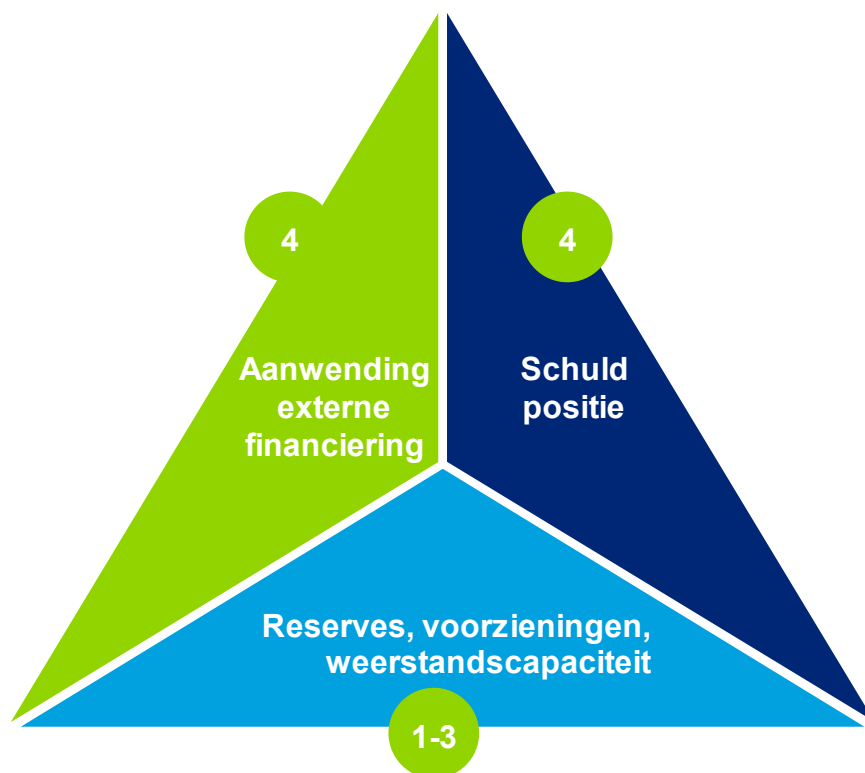 4
4
Aanwending
externe
financiering
Schuld
positie
Reserves, voorzieningen,
weerstandscapaciteit
1-3